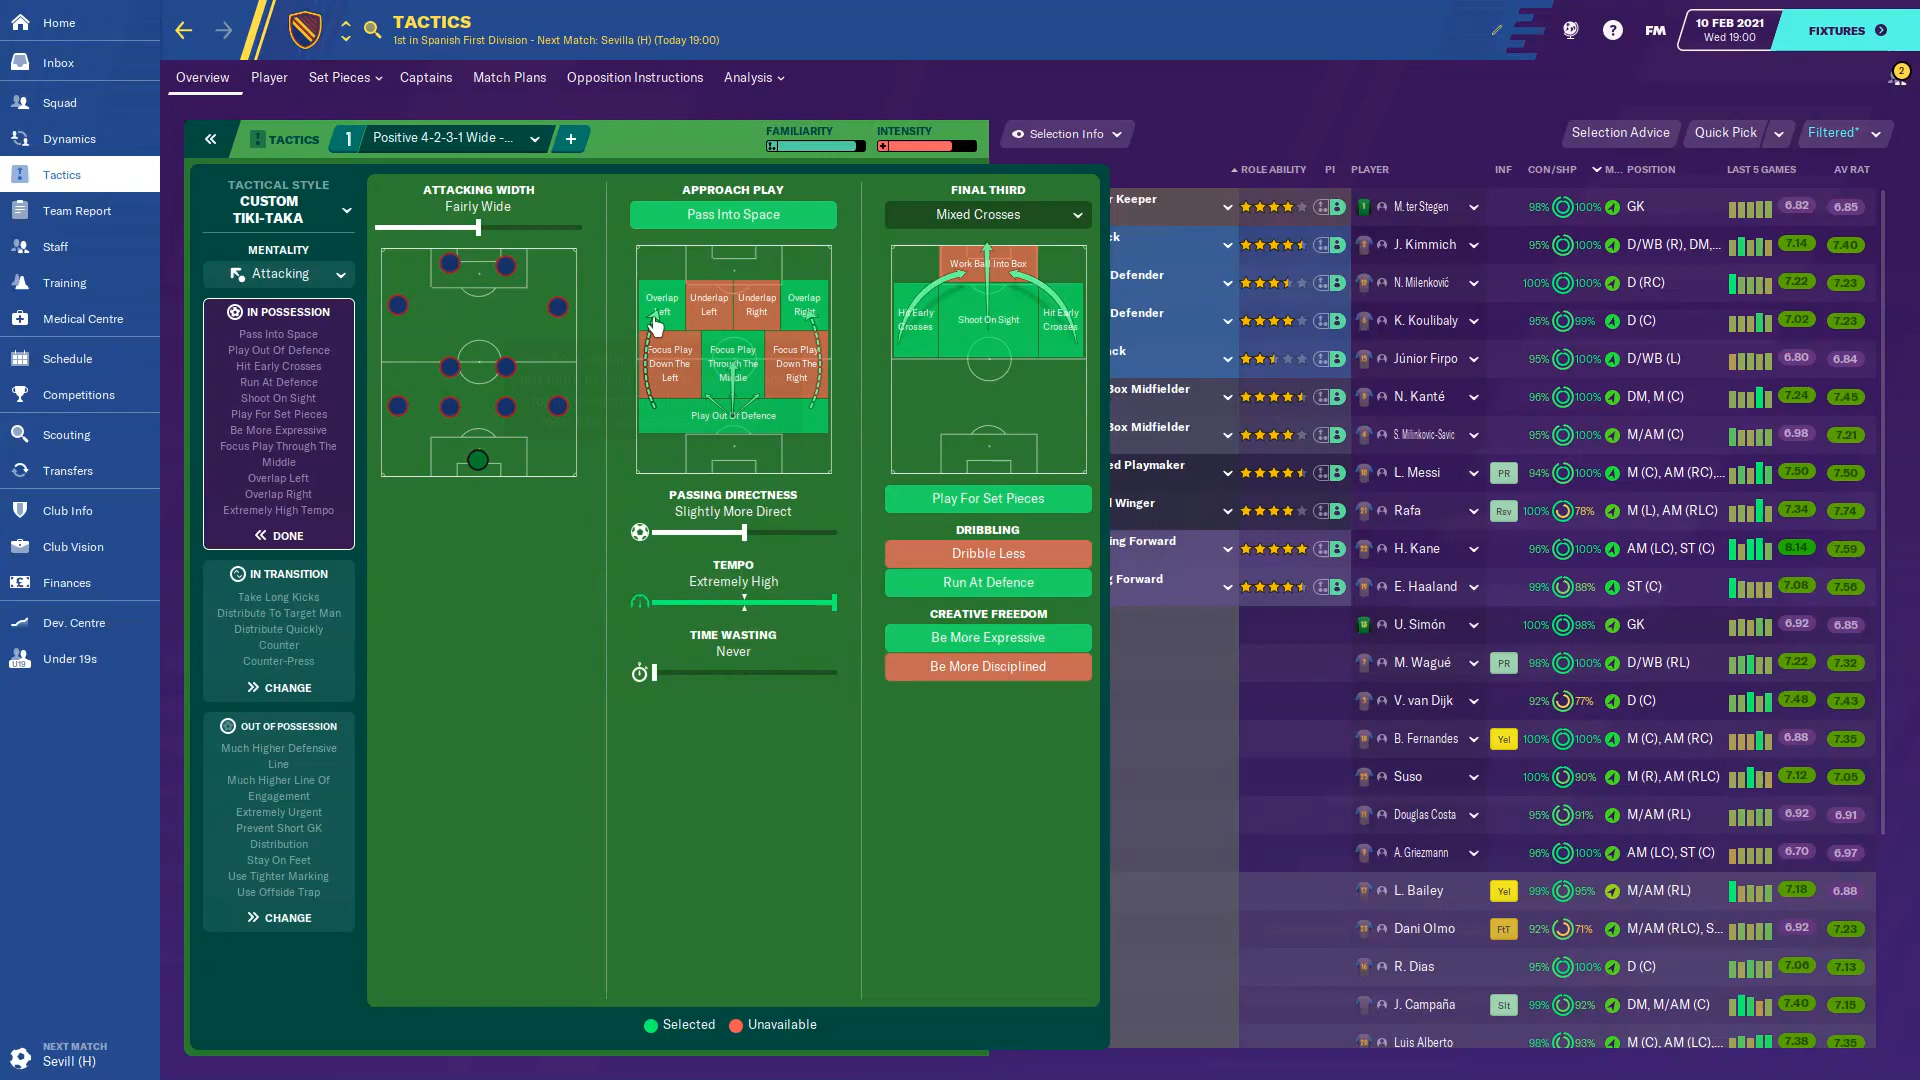 Home
Inbox
Squad
Dynamics
Tactics
Team Report
Staff
Training
Medical Centre
Schedule
Competitions
Scouting
Transfers
Club Info
Club Vision
Finances
Dev. Centre
U19
Under 19s
NEXT MATCH
Sevill (H)
TACTICS
1st in Spanish First Division - Next Match: Sevilla (H) (Today 19:00)
FM
10 FEB 2021
Wed 19:00
FIXTURES
2
Overview
Player
Set Pieces
Captains
Match Plans
Opposition Instructions
Analysis
TACTICS
1
Positive 4-2-3-1 Wide -...
FAMILIARITY
INTENSITY
Selection Info
Selection Advice
Quick Pick
Filtered*
TACTICAL STYLE
CUSTOM
TIKI-TAKA
MENTALITY
Attacking
IN POSSESSION
Pass Into Space
Play Out Of Defence
Hit Early Crosses
Run At Defence
Shoot On Sight
Play For Set Pieces
Be More Expressive
Focus Play Through The
Middle
Overlap Left
Overlap Right
Extremely High Tempo
DONE
IN TRANSITION
Take Long Kicks
Distribute To Target Man
Distribute Quickly
Counter
Counter-Press
CHANGE
OUT OF POSSESSION
Much Higher Defensive
Line
Much Higher Line Of
Engagement
Extremely Urgent
Prevent Short GK
Distribution
Stay On Feet
Use Tighter Marking
Use Offside Trap
CHANGE
ATTACKING WIDTH
Fairly Wide
APPROACH PLAY
Pass Into Space
Overlap Left
Underlap Left
Underlap Right
Overlap Right
Focus Play Down The Left
Focus Play Through The Middle
Focus Play Down The Right
Play Out Of Defence
PASSING DIRECTNESS
Slightly More Direct
TEMPO
Extremely High
TIME WASTING
Never
FINAL THIRD
Mixed Crosses
Work Ball Into Box
Hit Early Crosses
Shoot On Sight
Hit Early Crosses
Play For Set Pieces
DRIBBLING
Dribble Less
Run At Defence
CREATIVE FREEDOM
Be More Expressive
Be More Disciplined
Selected
Unavailable
ROLE ABILITY PI PLAYER INF CON/SHP M... POSITION LAST 5 GAMES AV RAT
r Keeper M. ter Stegen 98% 100% GK 6.82 6.85
ck J. Kimmich 95% 100% D/WB (R), DM,... 7.14 7.40
Defender N. Milenković 100% 100% D (RC) 7.22 7.23
Defender K. Koulibaly 95% 99% D (C) 7.02 7.23
ack Júnior Firpo 95% 100% D/WB (L) 6.80 6.84
Box Midfielder N. Kanté 96% 100% DM, M (C) 7.24 7.45
Box Midfielder S. Milinkovic-Savic 95% 100% M/AM (C) 6.98 7.21
ed Playmaker L. Messi PR 94% 100% M (C), AM (RC),... 7.50 7.50
d Winger Rafa Rsv 100% 78% M (L), AM (RLC) 7.34 7.74
ing Forward H. Kane 96% 100% AM (LC), ST (C) 8.14 7.59
g Forward E. Haaland 99% 88% ST (C) 7.08 7.56
U. Simón 100% 98% GK 6.92 6.85
M. Wagué PR 98% 100% D/WB (RL) 7.22 7.32
V. van Dijk 92% 77% D (C) 7.48 7.43
B. Fernandes Yel 100% 100% M (C), AM (RC) 6.88 7.35
Suso 100% 90% M (R), AM (RLC) 7.12 7.05
Douglas Costa 95% 91% M/AM (RL) 6.92 6.91
A. Griezmann 96% 100% AM (LC), ST (C) 6.70 6.97
L. Bailey Yel 99% 95% M/AM (RL) 7.18 6.88
Dani Olmo FtT 92% 71% M/AM (RLC), S... 6.92 7.23
R. Dias 95% 100% D (C) 7.06 7.13
J. Campaña Slt 99% 92% DM, M/AM (C) 7.40 7.15
Luis Alberto 98% 93% M (C), AM (LC),... 7.38 7.35